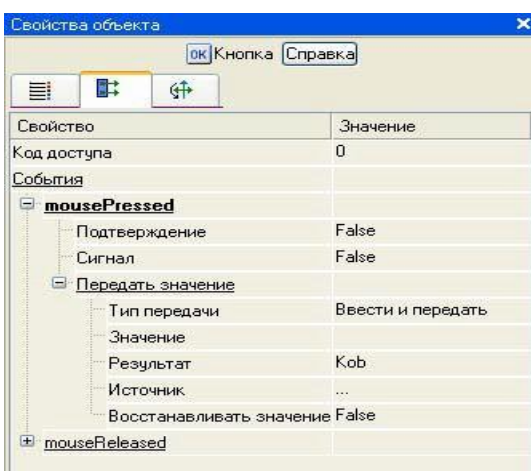 Свойства объекта
ок Кнопка Справка
Свойство Значение
Код доступа 0
События
mousePressed
Подтверждение False
Сигнал False
Передать значение
Тип передачи Ввести и передать
Значение
Результат Kob
Источник ...
Восстанавливать значение False
mouseReleased